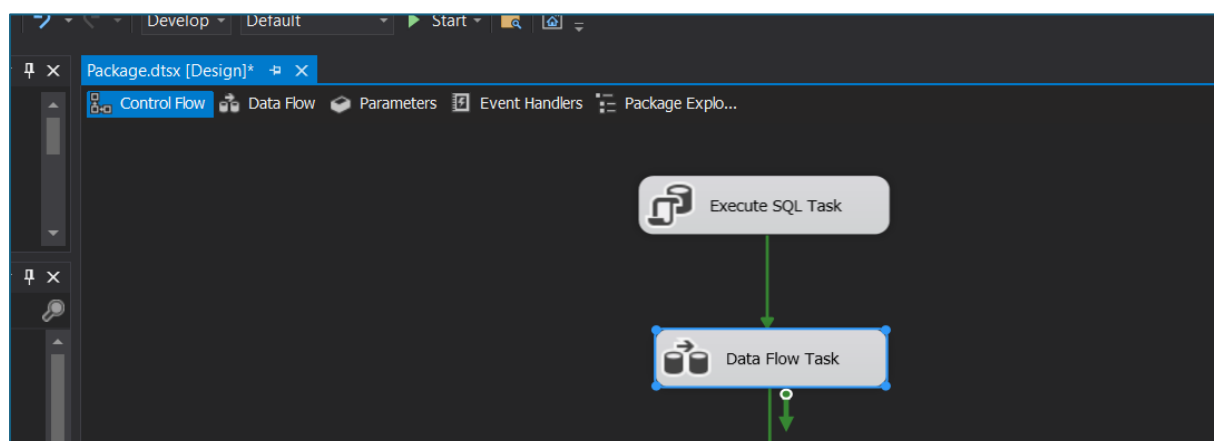 Develop Default Start
Package.dtsx [Design]*
Control Flow Data Flow Parameters Event Handlers Package Explo...
Execute SQL Task
Data Flow Task